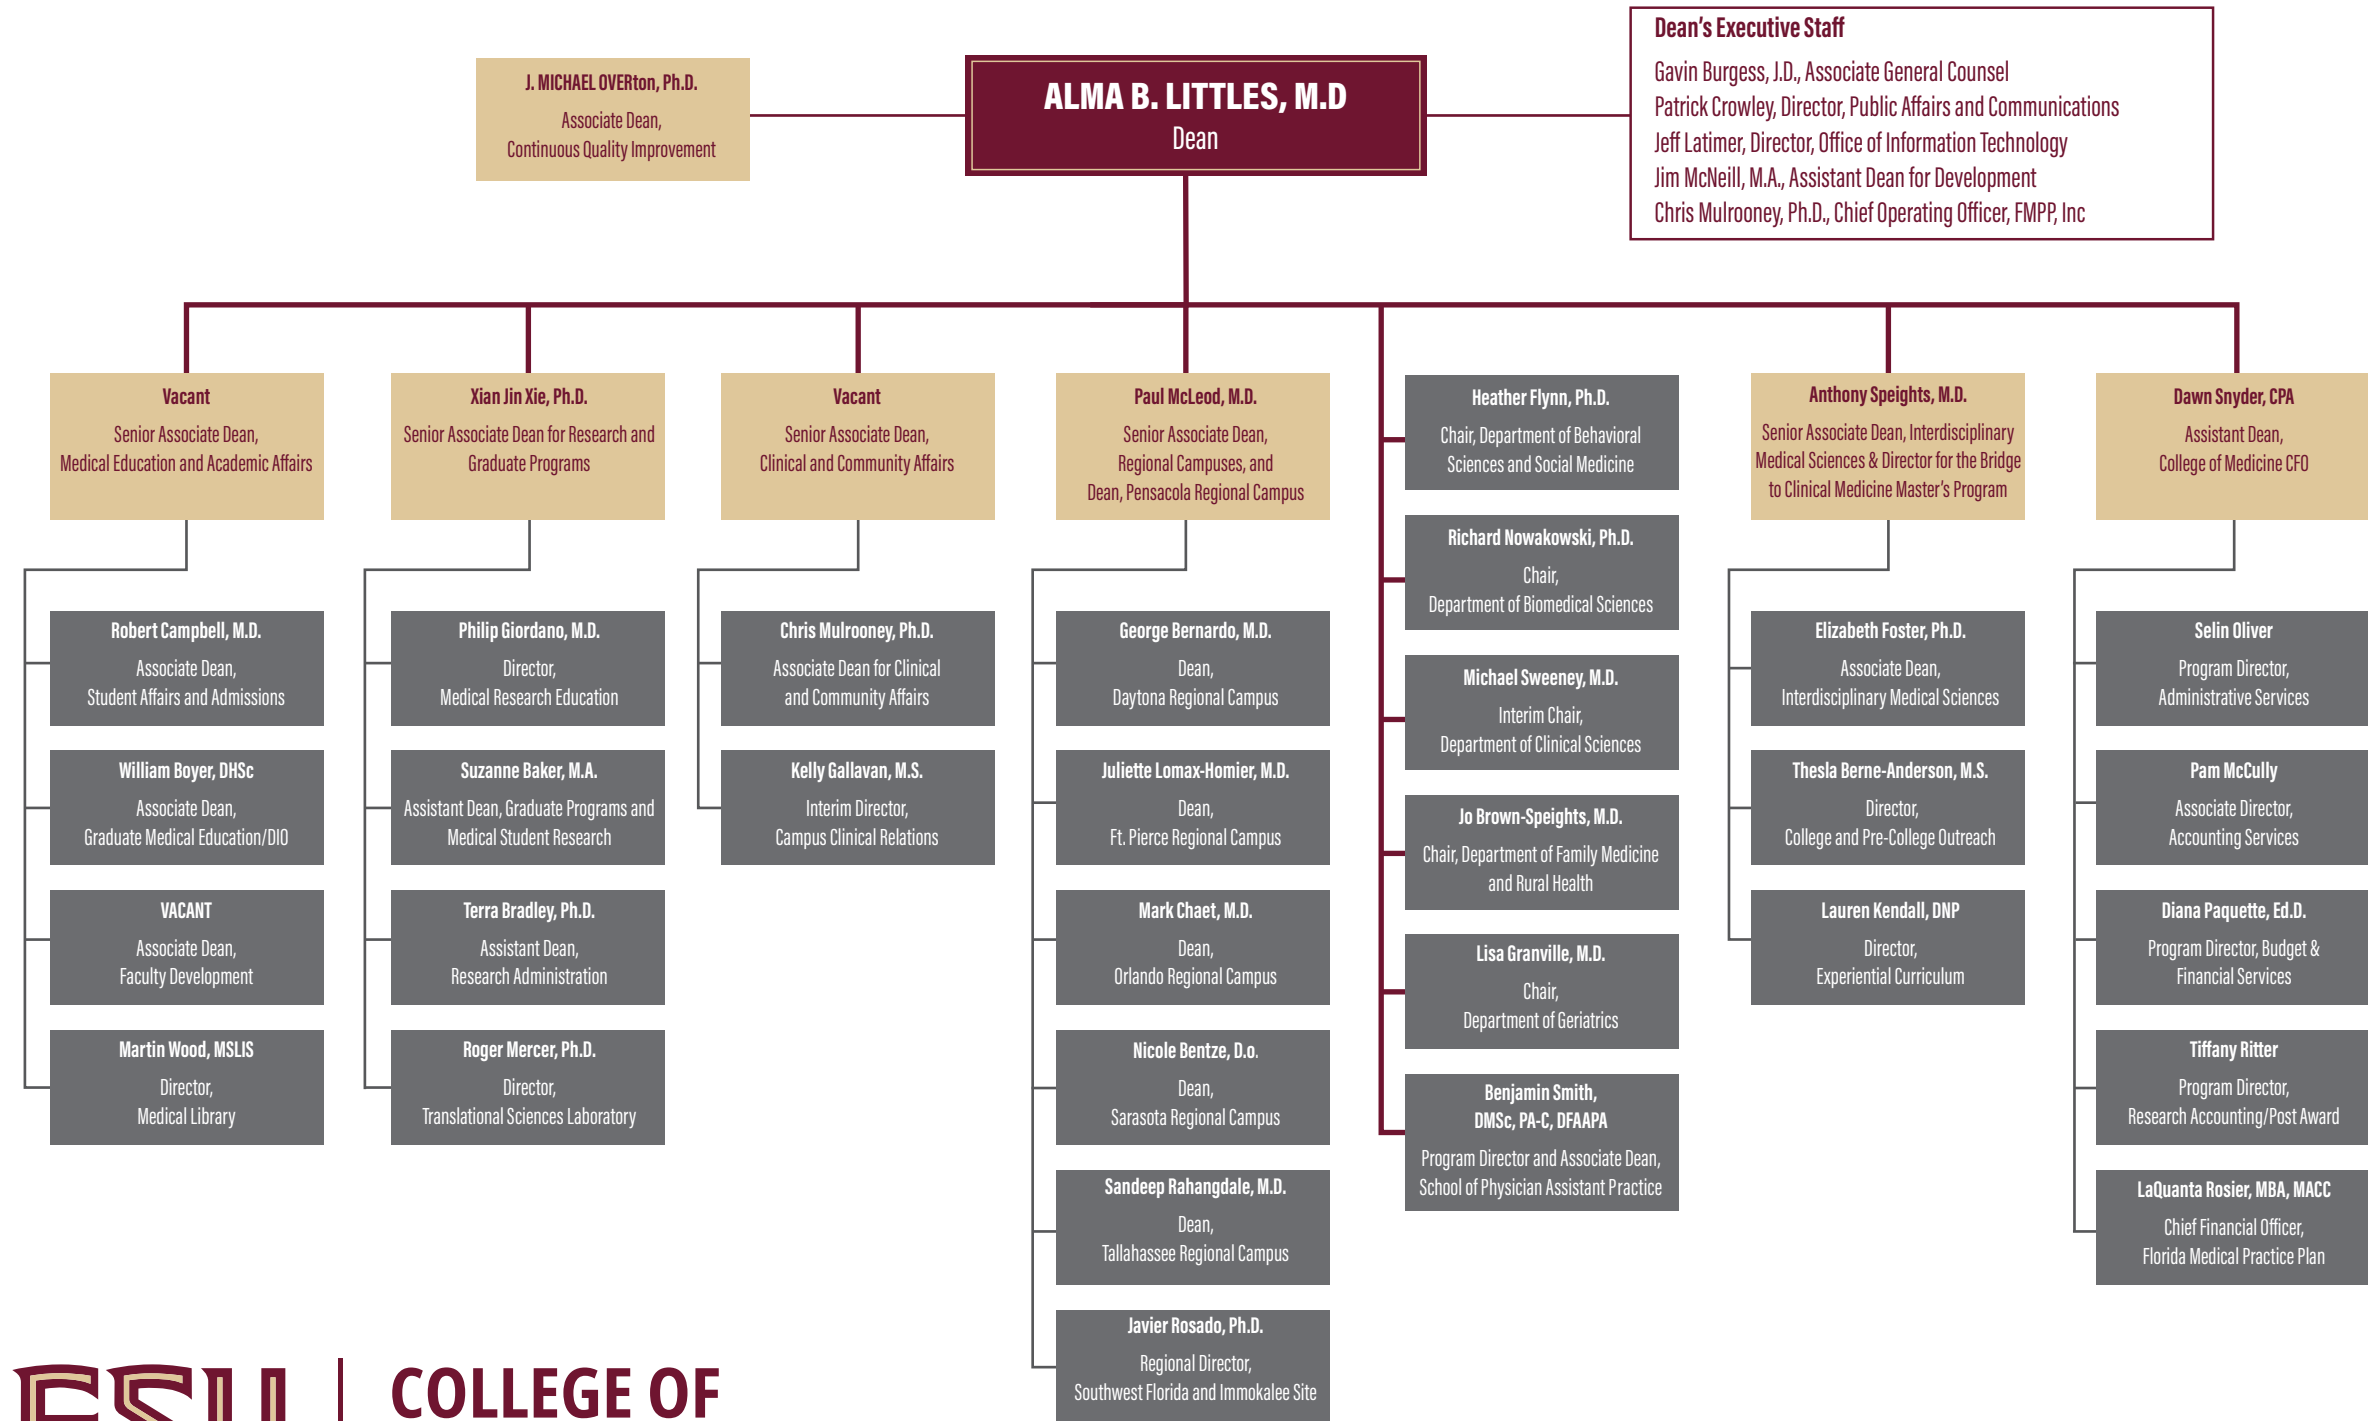 J. MICHAEL OVERton, Ph.D.
Associate Dean,
Continuous Quality Improvement
ALMA B. LITTLES, M.D
Dean
Dean's Executive Staff
Gavin Burgess, J.D., Associate General Counsel
Patrick Crowley, Director, Public Affairs and Communications
Jeff Latimer, Director, Office of Information Technology
Jim McNeill, M.A., Assistant Dean for Development
Chris Mulrooney, Ph.D., Chief Operating Officer, FMPP, Inc
Vacant
Senior Associate Dean,
Medical Education and Academic Affairs
Robert Campbell, M.D.
Associate Dean,
Student Affairs and Admissions
William Boyer, DHSc
Associate Dean,
Graduate Medical Education/DIO
VACANT
Associate Dean,
Faculty Development
Martin Wood, MSLIS
Director,
Medical Library
Xian Jin Xie, Ph.D.
Senior Associate Dean for Research and
Graduate Programs
Philip Giordano, M.D.
Director,
Medical Research Education
Suzanne Baker, M.A.
Assistant Dean, Graduate Programs and
Medical Student Research
Terra Bradley, Ph.D.
Assistant Dean,
Research Administration
Roger Mercer, Ph.D.
Director,
Translational Sciences Laboratory
Vacant
Senior Associate Dean,
Clinical and Community Affairs
Chris Mulrooney, Ph.D.
Associate Dean for Clinical
and Community Affairs
Kelly Gallavan, M.S.
Interim Director,
Campus Clinical Relations
Paul McLeod, M.D.
Senior Associate Dean,
Regional Campuses, and
Dean, Pensacola Regional Campus
George Bernardo, M.D.
Dean,
Daytona Regional Campus
Juliette Lomax-Homier, M.D.
Dean,
Ft. Pierce Regional Campus
Mark Chaet, M.D.
Dean,
Orlando Regional Campus
Nicole Bentze, D.o.
Dean,
Sarasota Regional Campus
Sandeep Rahangdale, M.D.
Dean,
Tallahassee Regional Campus
Javier Rosado, Ph.D.
Regional Director,
Southwest Florida and Immokalee Site
Heather Flynn, Ph.D.
Chair, Department of Behavioral
Sciences and Social Medicine
Richard Nowakowski, Ph.D.
Chair,
Department of Biomedical Sciences
Michael Sweeney, M.D.
Interim Chair,
Department of Clinical Sciences
Jo Brown-Speights, M.D.
Chair, Department of Family Medicine
and Rural Health
Lisa Granville, M.D.
Chair,
Department of Geriatrics
Benjamin Smith,
DMSc, PA-C, DFAAPA
Program Director and Associate Dean,
School of Physician Assistant Practice
Anthony Speights, M.D.
Senior Associate Dean, Interdisciplinary
Medical Sciences & Director for the Bridge
to Clinical Medicine Master's Program
Elizabeth Foster, Ph.D.
Associate Dean,
Interdisciplinary Medical Sciences
Thesla Berne-Anderson, M.S.
Director,
College and Pre-College Outreach
Lauren Kendall, DNP
Director,
Experiential Curriculum
Dawn Snyder, CPA
Assistant Dean,
College of Medicine CFO
Selin Oliver
Program Director,
Administrative Services
Pam McCully
Associate Director,
Accounting Services
Diana Paquette, Ed.D.
Program Director, Budget &
Financial Services
Tiffany Ritter
Program Director,
Research Accounting/Post Award
LaQuanta Rosier, MBA, MACC
Chief Financial Officer,
Florida Medical Practice Plan
FSU
COLLEGE OF